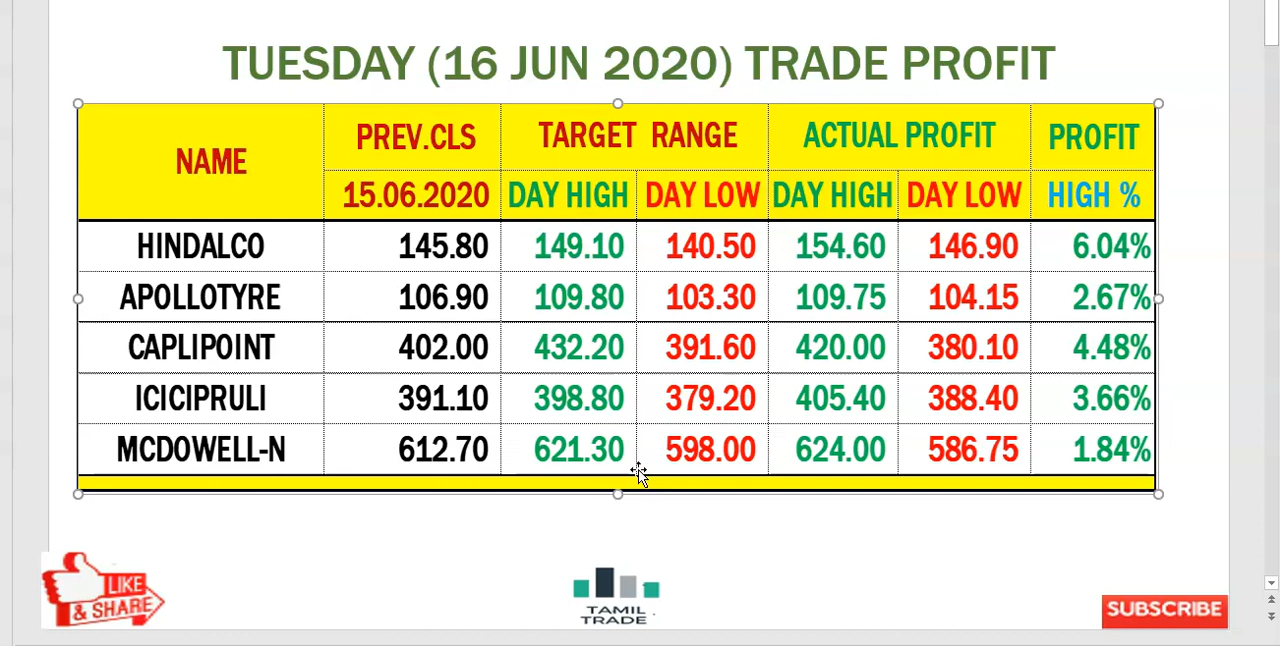 TUESDAY (16 JUN 2020) TRADE PROFIT
NAME PREV.CLS TARGET RANGE ACTUAL PROFIT PROFIT
15.06.2020 DAY HIGH DAY LOW DAY HIGH DAY LOW HIGH %
HINDALCO 145.80 149.10 140.50 154.60 146.90 6.04%
APOLLOTYRE 106.90 109.80 103.30 109.75 104.15 2.67%
CAPLIPOINT 402.00 432.20 391.60 420.00 380.10 4.48%
ICICIPRULI 391.10 398.80 379.20 405.40 388.40 3.66%
MCDOWELL-N 612.70 621.30 598.00 624.00 586.75 1.84%
LIKE
& SHARE
TAMIL
TRADE
SUBSCRIBE